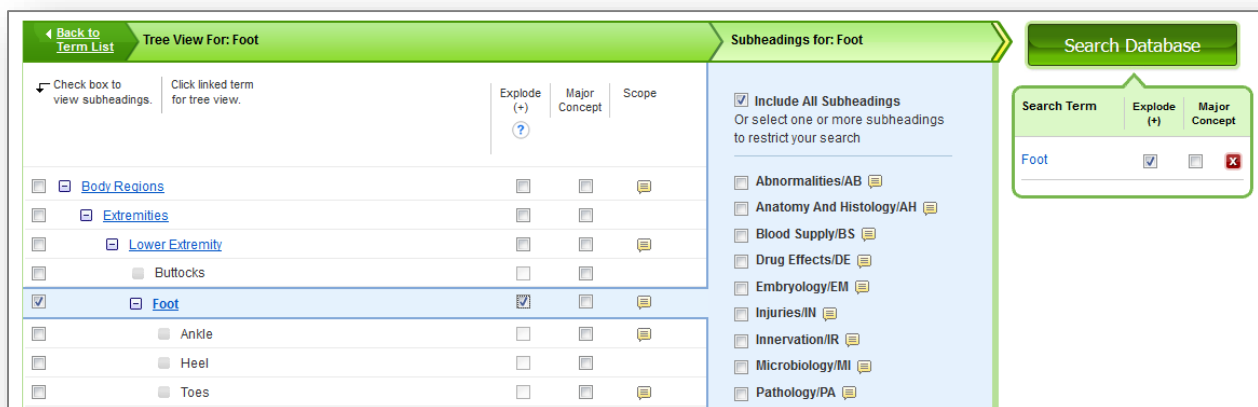 Back to
Term List
Tree View For: Foot
Subheadings for: Foot
Search Database
Check box to
view subheadings.
Click linked term
for tree view.
Explode
(+)
?
Major
Concept
Scope
Include All Subheadings
Or select one or more subheadings
to restrict your search
Search Term
Explode
(+)
Major
Concept
Foot
X
Body Regions
Extremities
Lower Extremity
Buttocks
Foot
Ankle
Heel
Toes
Abnormalities/AB
Anatomy And Histology/AH
Blood Supply/BS
Drug Effects/DE
Embryology/EM
Injuries/IN
Innervation/IR
Microbiology/MI
Pathology/PA